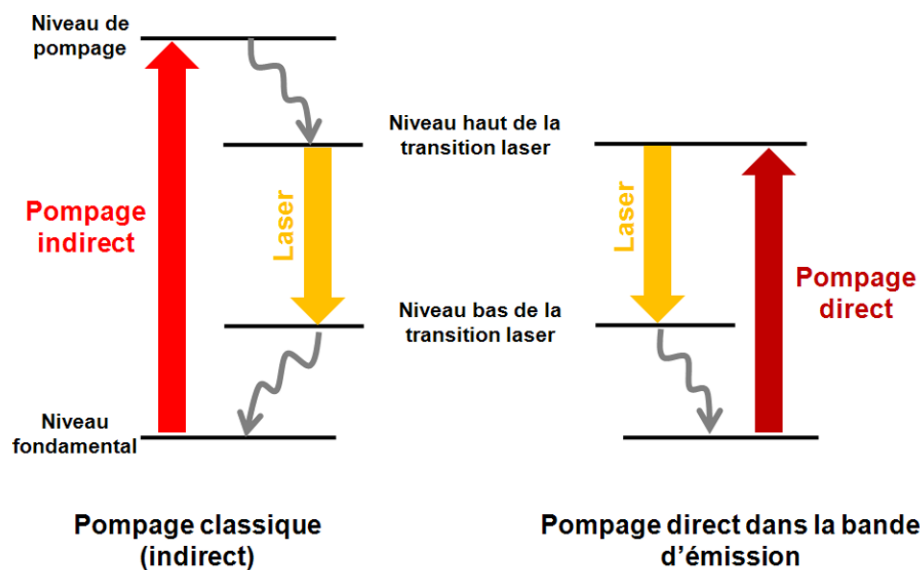 Niveau de
pompage
Niveau haut de la
transition laser
Laser
Laser
Pompage
indirect
Pompage
direct
Niveau bas de la
transition laser
Niveau
fondamental
Pompage classique
(indirect)
Pompage direct dans la bande
d'émission